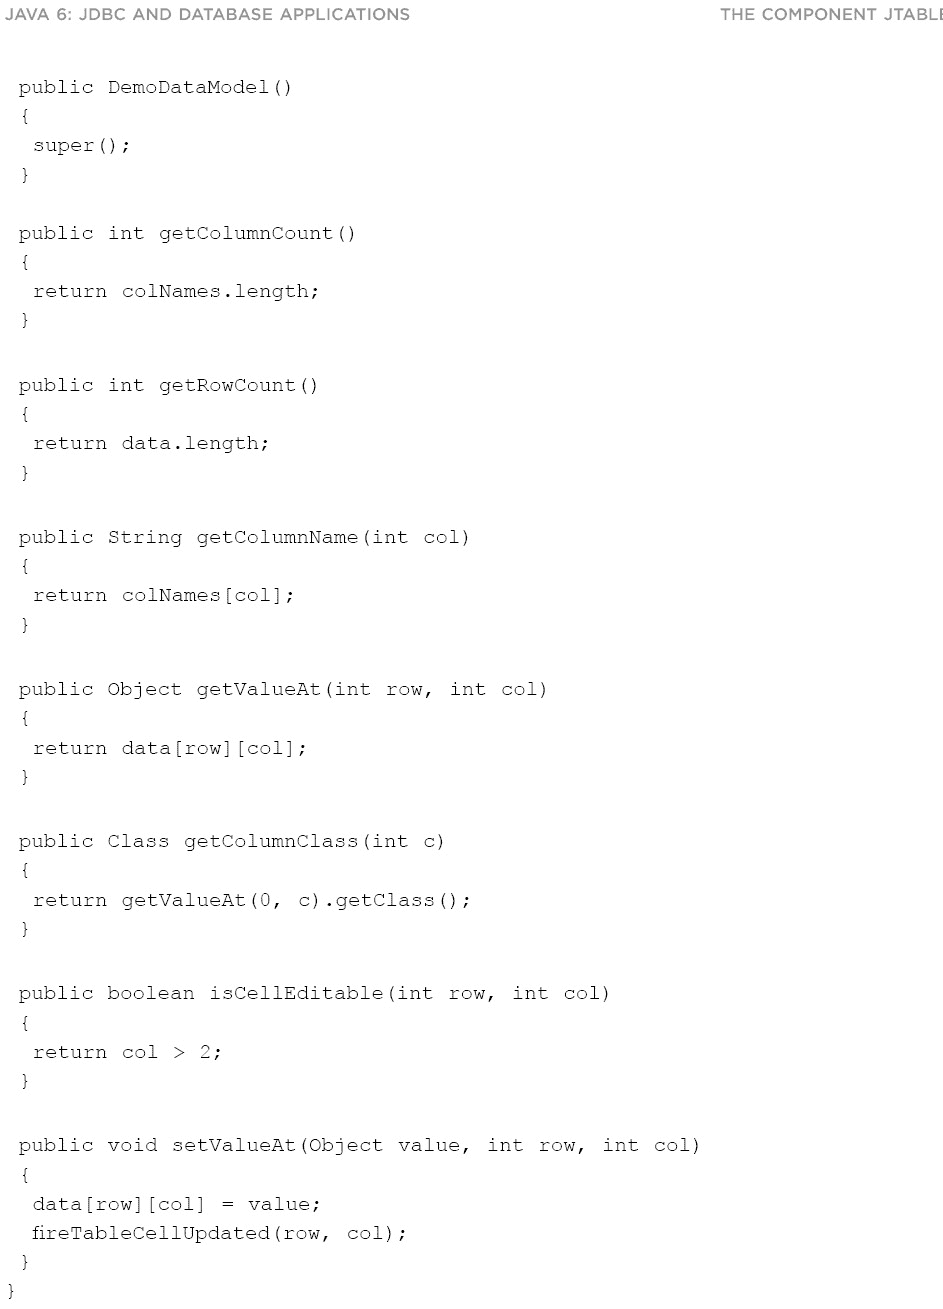 JAVA 6: JDBC AND DATABASE APPLICATIONS THE COMPONENT JTABLE
public DemoDataModel()
{
super();
}
public int getColumnCount()
{
return colNames.length;
}
public int getRowCount()
{
return data.length;
}
public String getColumnName(int col)
{
return colNames[col];
}
public Object getValueAt(int row, int col)
{
return data[row][col];
}
public Class getColumnClass(int c)
{
return getValueAt(0, c).getClass();
}
public boolean isCellEditable(int row, int col)
{
return col > 2;
}
public void setValueAt(Object value, int row, int col)
{
data[row][col] = value;
fireTableCellUpdated(row, col);
}
}